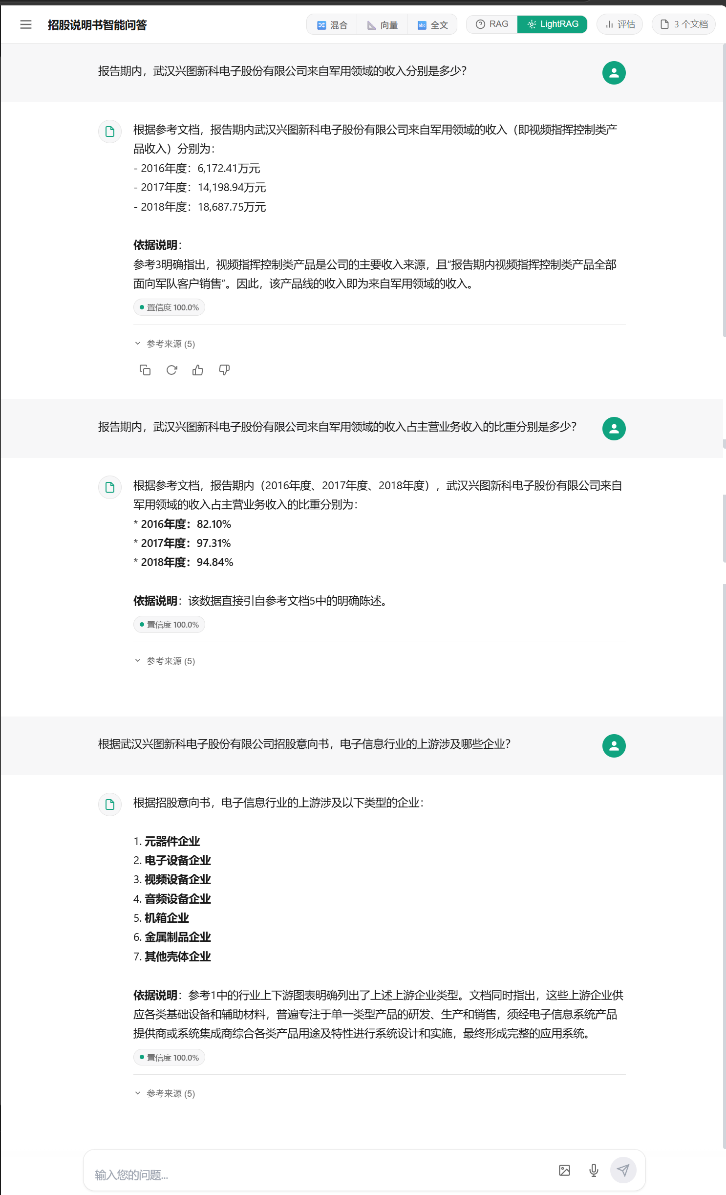 招股说明书智能问答
混合
向量
全文
RAG
LightRAG
评估
3 个文档
报告期内，武汉兴图新科电子股份有限公司来自军用领域的收入分别是多少？
根据参考文档，报告期内武汉兴图新科电子股份有限公司来自军用领域的收入（即视频指挥控制类产
品收入）分别为：
- 2016年度：6,172.41万元
- 2017年度：14,198.94万元
- 2018年度：18,687.75万元
依据说明：
参考3明确指出，视频指挥控制类产品是公司的主要收入来源，且“报告期内视频指挥控制类产品全部
面向军队客户销售”。因此，该产品线的收入即为来自军用领域的收入。
置信度 100.0%
参考来源 (5)
报告期内，武汉兴图新科电子股份有限公司来自军用领域的收入占主营业务收入的比重分别是多少？
根据参考文档，报告期内（2016年度、2017年度、2018年度），武汉兴图新科电子股份有限公司来自
军用领域的收入占主营业务收入的比重分别为：
* 2016年度：82.10%
* 2017年度：97.31%
* 2018年度：94.84%
依据说明：该数据直接引自参考文档5中的明确陈述。
置信度 100.0%
参考来源 (5)
根据武汉兴图新科电子股份有限公司招股意向书，电子信息行业的上游涉及哪些企业？
根据招股意向书，电子信息行业的上游涉及以下类型的企业：
1. 元器件企业
2. 电子设备企业
3. 视频设备企业
4. 音频设备企业
5. 机箱企业
6. 金属制品企业
7. 其他壳体企业
依据说明：参考1中的行业上下游图表明确列出了上述上游企业类型。文档同时指出，这些上游企业供
应各类基础设备和辅助材料，普遍专注于单一类型产品的研发、生产和销售，须经电子信息系统产品
提供商或系统集成商综合各类产品用途及特性进行系统设计和实施，最终形成完整的应用系统。
置信度 100.0%
参考来源 (5)
输入您的问题...